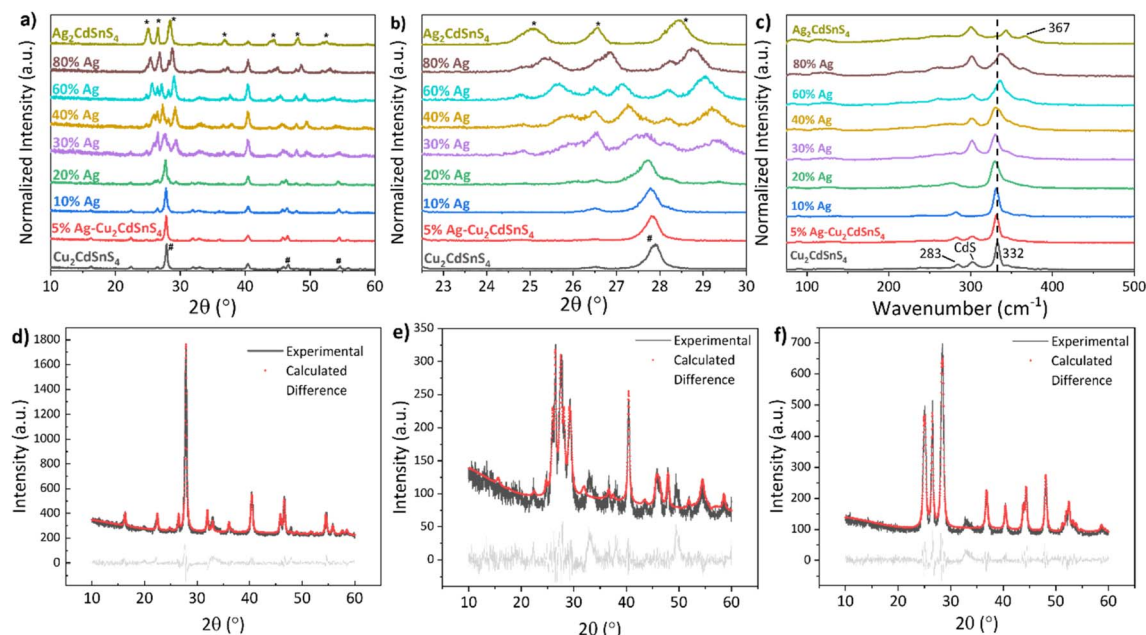 a)
Normalized Intensity (a.u.)
Ag₂CdSnS₄
80% Ag
60% Ag
40% Ag
30% Ag
20% Ag
10% Ag
5% Ag-Cu₂CdSnS₄
Cu₂CdSnS₄
* * * * * * *
# # #
10 20 30 40 50 60
2θ (°)
b)
Normalized Intensity (a.u.)
Ag₂CdSnS₄
80% Ag
60% Ag
40% Ag
30% Ag
20% Ag
10% Ag
5% Ag-Cu₂CdSnS₄
Cu₂CdSnS₄
* * *
#
23 24 25 26 27 28 29 30
2θ (°)
c)
Normalized Intensity (a.u.)
Ag₂CdSnS₄
367
80% Ag
60% Ag
40% Ag
30% Ag
20% Ag
10% Ag
5% Ag-Cu₂CdSnS₄
CdS
Cu₂CdSnS₄
283
332
100 200 300 400 500
Wavenumber (cm⁻¹)
d)
Intensity (a.u.)
1800
1600
1400
1200
1000
800
600
400
200
0
Experimental
Calculated
Difference
10 20 30 40 50 60
2θ (°)
e)
Intensity (a.u.)
350
300
250
200
150
100
50
0
Experimental
Calculated
Difference
10 20 30 40 50 60
2θ (°)
f)
Intensity (a.u.)
700
600
500
400
300
200
100
0
Experimental
Calculated
Difference
10 20 30 40 50 60
2θ (°)